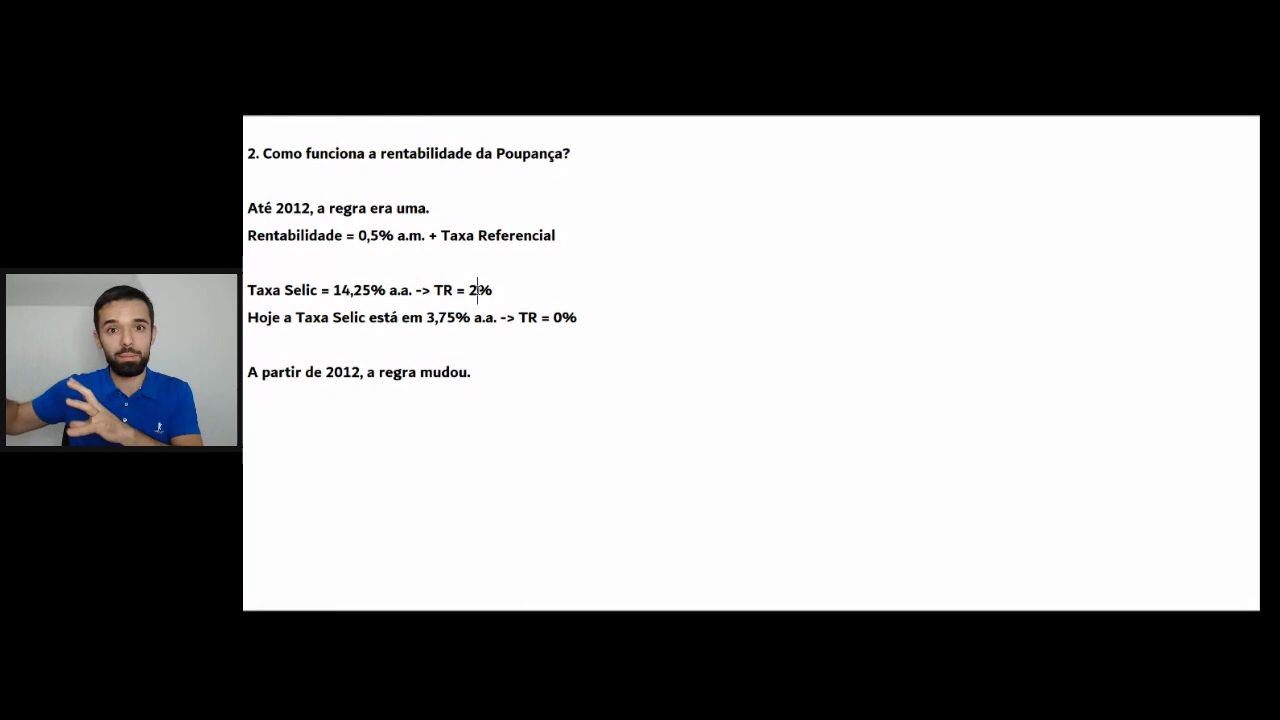 2. Como funciona a rentabilidade da Poupança?
Até 2012, a regra era uma.
Rentabilidade = 0,5% a.m. + Taxa Referencial
Taxa Selic = 14,25% a.a. -> TR = 2%
Hoje a Taxa Selic está em 3,75% a.a. -> TR = 0%
A partir de 2012, a regra mudou.